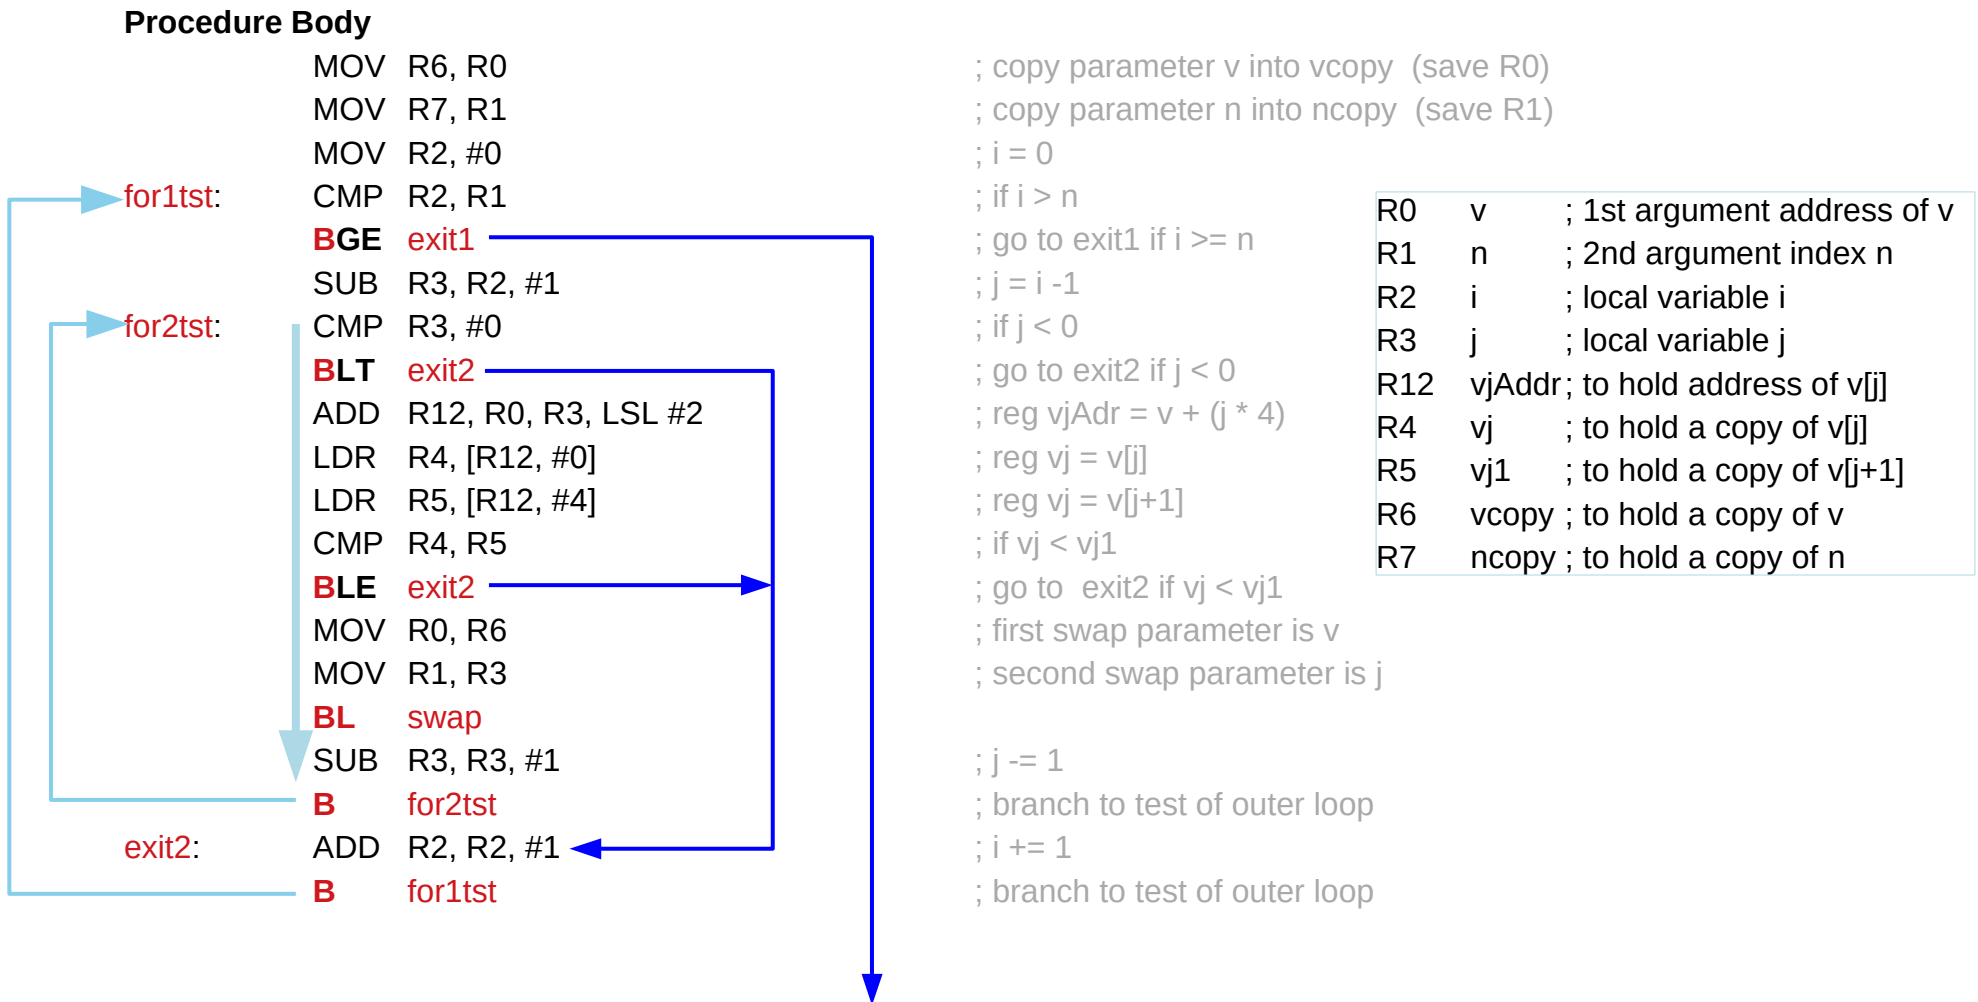 Procedure Body
MOV R6, R0 ; copy parameter v into vcopy (save R0)
MOV R7, R1 ; copy parameter n into ncopy (save R1)
MOV R2, #0 ; i = 0
for1tst: CMP R2, R1 ; if i > n
BGE exit1 ; go to exit1 if i >= n
SUB R3, R2, #1 ; j = i -1
for2tst: CMP R3, #0 ; if j < 0
BLT exit2 ; go to exit2 if j < 0
ADD R12, R0, R3, LSL #2 ; reg vjAdr = v + (j * 4)
LDR R4, [R12, #0] ; reg vj = v[j]
LDR R5, [R12, #4] ; reg vj = v[j+1]
CMP R4, R5 ; if vj < vj1
BLE exit2 ; go to  exit2 if vj < vj1
MOV R0, R6 ; first swap parameter is v
MOV R1, R3 ; second swap parameter is j
BL swap
SUB R3, R3, #1 ; j -= 1
B for2tst ; branch to test of outer loop
exit2: ADD R2, R2, #1 ; i += 1
B for1tst ; branch to test of outer loop
R0 v ; 1st argument address of v
R1 n ; 2nd argument index n
R2 i ; local variable i
R3 j ; local variable j
R12 vjAddr ; to hold address of v[j]
R4 vj ; to hold a copy of v[j]
R5 vj1 ; to hold a copy of v[j+1]
R6 vcopy ; to hold a copy of v
R7 ncopy ; to hold a copy of n